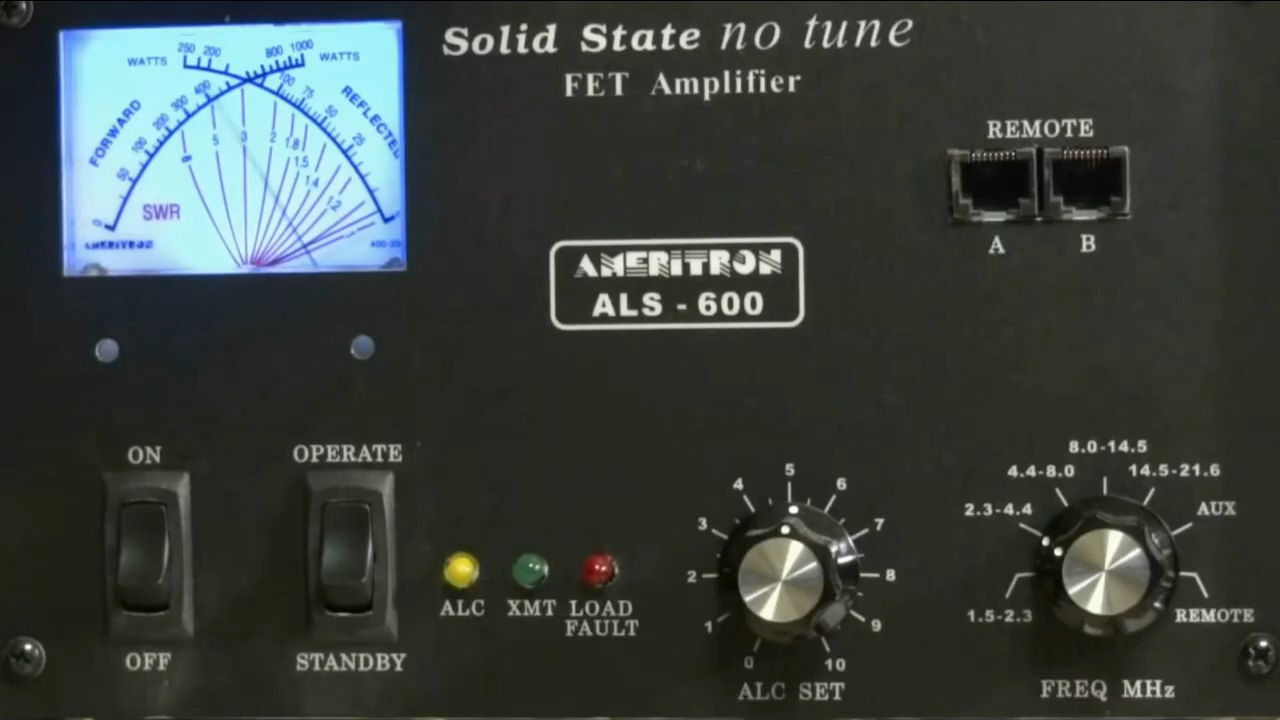 Solid State no tune
FET Amplifier
WATTS 250 200 800 1000 WATTS
FORWARD
0 50 100 200 300 400
REFLECTED
100 75 50 25
∞ 5 3 2 1.8 1.5 1.4 1.2
SWR
AMERITRON
REMOTE
A B
AMERITRON
ALS - 600
ON
OFF
OPERATE
STANDBY
ALC XMT LOAD
FAULT
0 1 2 3 4 5 6 7 8 9 10
ALC SET
1.5-2.3
2.3-4.4
4.4-8.0
8.0-14.5
14.5-21.6
AUX
REMOTE
FREQ MHz